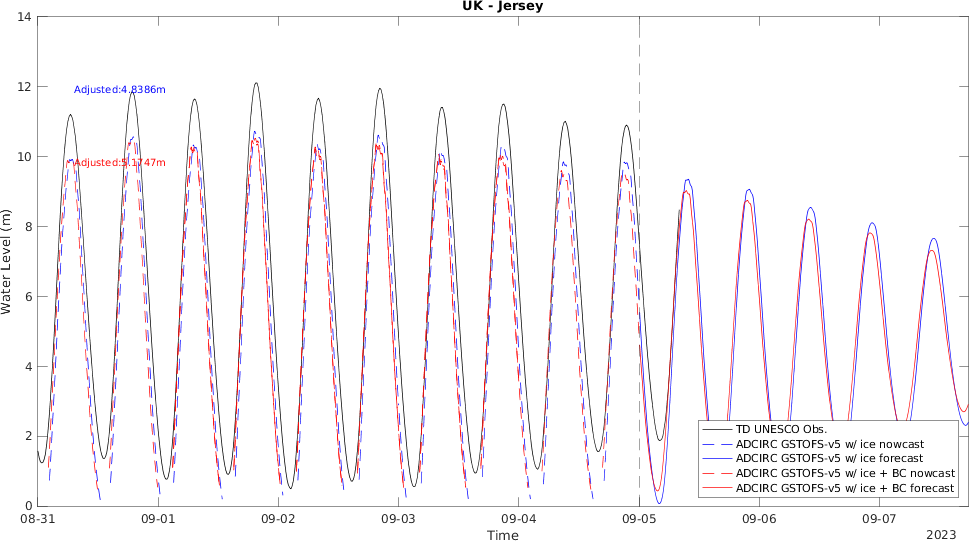 UK - Jersey
14
12
10
8
6
4
2
0
Water Level (m)
Adjusted:4.8386m
Adjusted:5.1747m
TD UNESCO Obs.
ADCIRC GSTOFS-v5 w/ ice nowcast
ADCIRC GSTOFS-v5 w/ ice forecast
ADCIRC GSTOFS-v5 w/ ice + BC nowcast
ADCIRC GSTOFS-v5 w/ ice + BC forecast
08-31 09-01 09-02 09-03 09-04 09-05 09-06 09-07
Time
2023